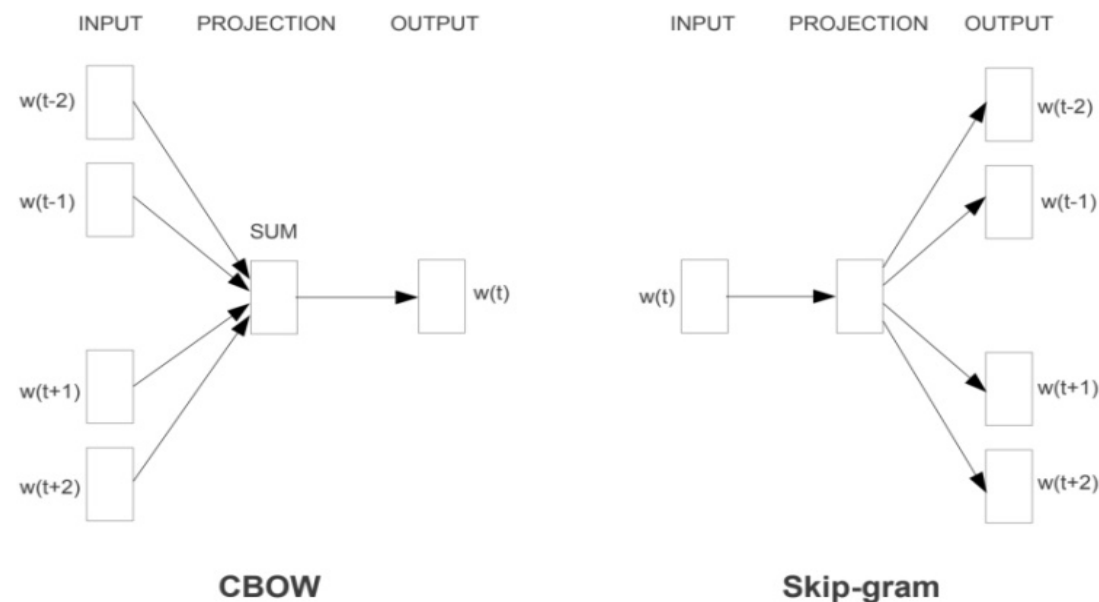 INPUT PROJECTION OUTPUT
w(t-2)
w(t-1)
SUM
w(t)
w(t+1)
w(t+2)
CBOW
INPUT PROJECTION OUTPUT
w(t-2)
w(t-1)
w(t)
w(t+1)
w(t+2)
Skip-gram